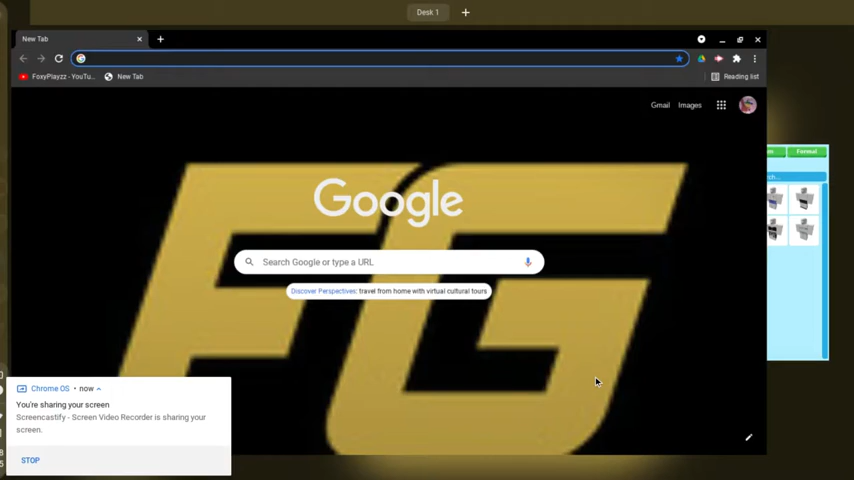 Desk 1
New Tab
FoxyPlayzz - YouTu...
New Tab
Reading list
Gmail
Images
FG
Google
Search Google or type a URL
Discover Perspectives: travel from home with virtual cultural tours
Formal
Chrome OS • now
You're sharing your screen
Screencastify - Screen Video Recorder is sharing your
screen.
STOP